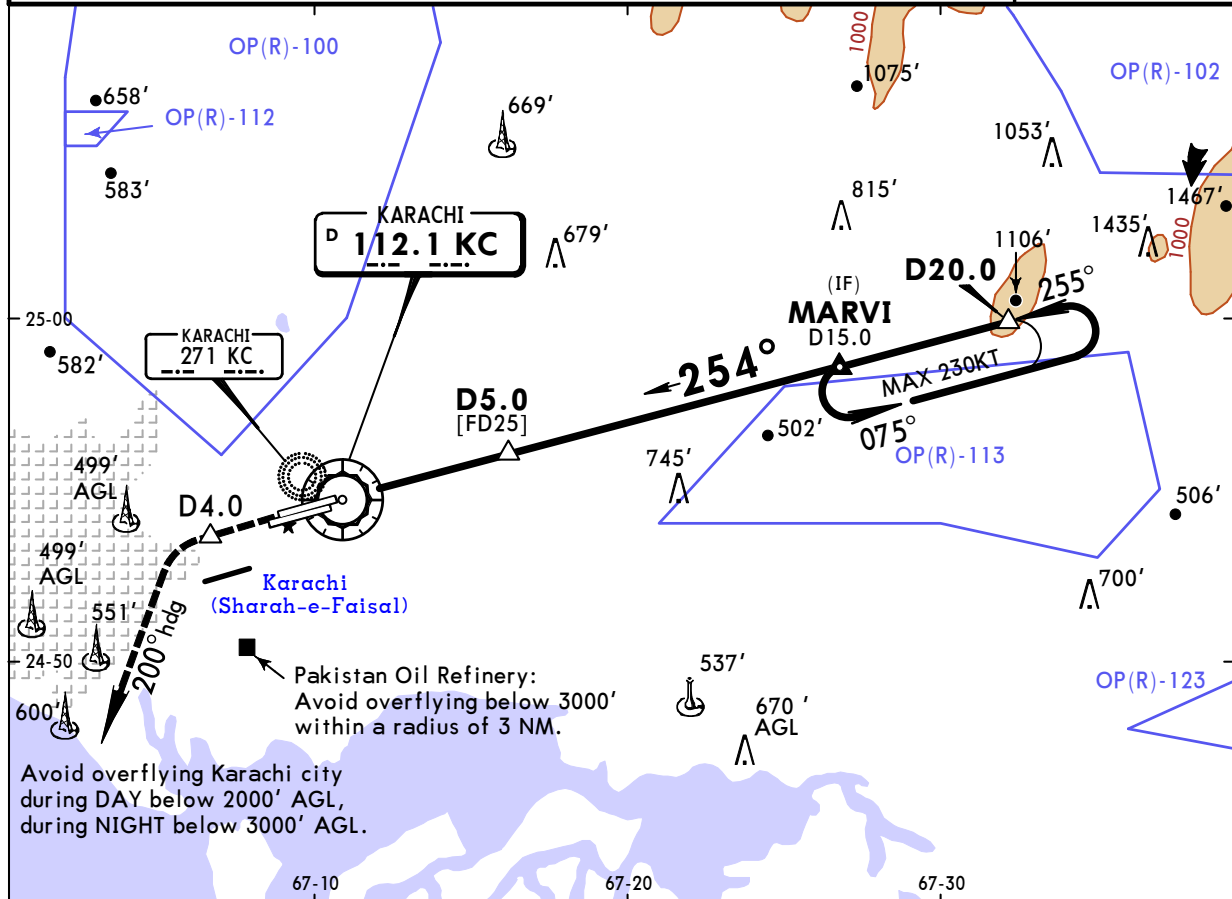 OP(R)-100
1000
1075'
OP(R)-102
658'
OP(R)-112
669'
1053'
583'
815'
1467'
KARACHI
D 112.1 KC
679'
1435'
1000
1106'
D20.0
255°
(IF)
MARVI
D15.0
25-00
KARACHI
271 KC
582'
254°
MAX 230KT
D5.0
[FD25]
075°
502'
OP(R)-113
499'
AGL
745'
D4.0
506'
499'
AGL
Karachi
(Sharah-e-Faisal)
700'
551'
200° hdg
24-50
Pakistan Oil Refinery:
Avoid overflying below 3000'
within a radius of 3 NM.
537'
OP(R)-123
600'
670 '
AGL
Avoid overflying Karachi city
during DAY below 2000' AGL,
during NIGHT below 3000' AGL.
67-10
67-20
67-30